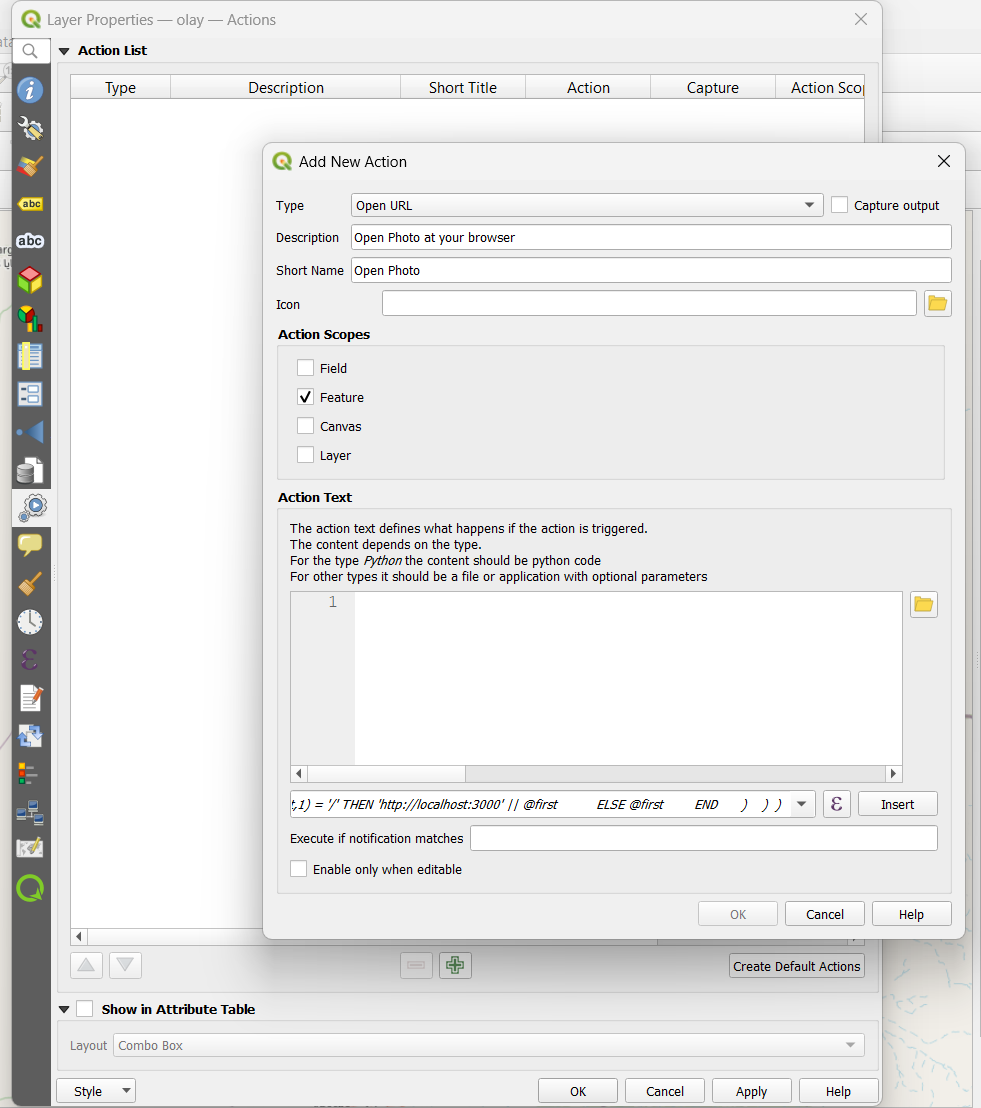 Layer Properties — olay — Actions
Action List
Type Description Short Title Action Capture Action Scop
abc
abc
Add New Action
Type Open URL Capture output
Description Open Photo at your browser
Short Name Open Photo
Icon
Action Scopes
Field
Feature
Canvas
Layer
Action Text
The action text defines what happens if the action is triggered.
The content depends on the type.
For the type Python the content should be python code
For other types it should be a file or application with optional parameters
1
t,1) = '/' THEN 'http://localhost:3000' || @first ELSE @first END ) ) ) ε Insert
Execute if notification matches
Enable only when editable
OK Cancel Help
Create Default Actions
Show in Attribute Table
Layout Combo Box
Style OK Cancel Apply Help